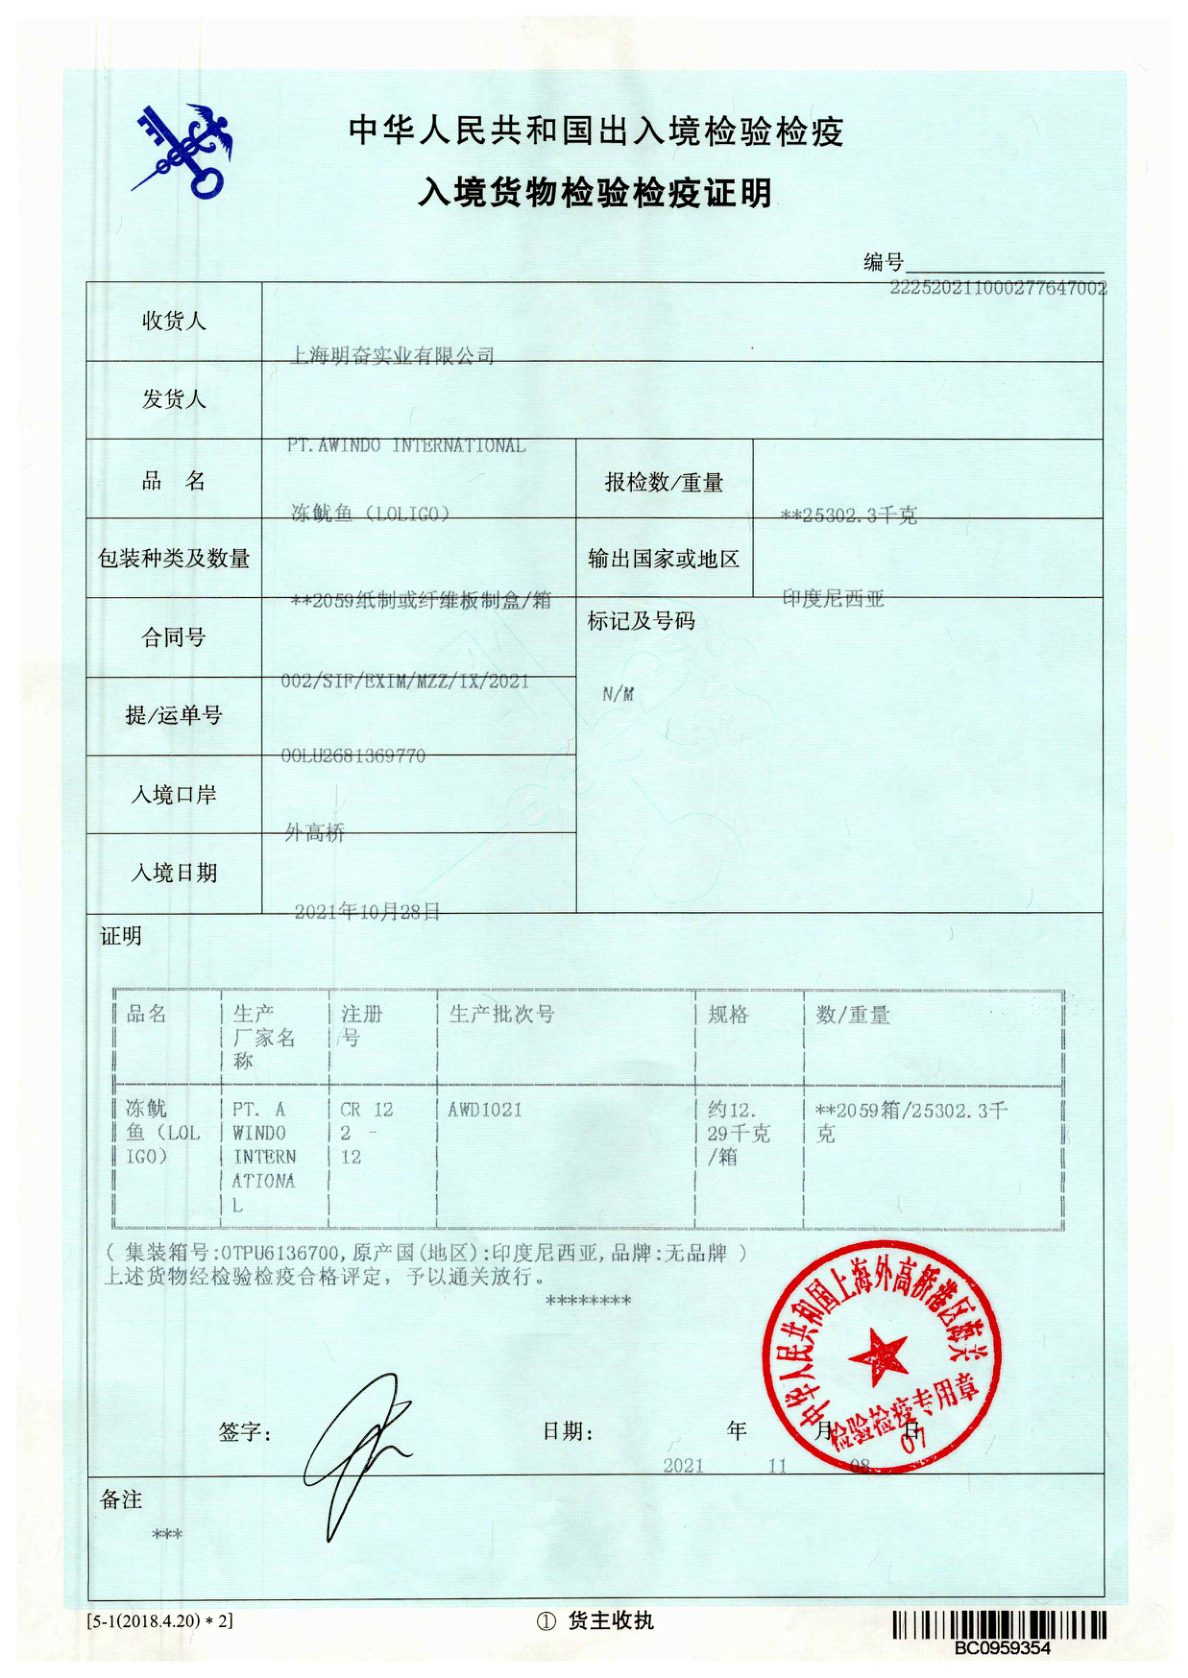 中华人民共和国出入境检验检疫
入境货物检验检疫证明
编号
222520211000277647002
收货人
上海明奋实业有限公司
发货人
PT.AWINDO INTERNATIONAL
品 名
冻鱿鱼（LOLIGO）
报检数/重量
**25302.3千克
包装种类及数量
**2059纸制或纤维板制盒/箱
输出国家或地区
印度尼西亚
合同号
002/SIF/EXIM/MZZ/IX/2021
标记及号码
N/M
提/运单号
OOLU2681369770
入境口岸
外高桥
入境日期
2021年10月28日
证明
品名 生产 注册 生产批次号 规格 数/重量
厂家名 号
称
冻鱿 PT. A CR 12 AWD1021 约12. **2059箱/25302.3千
鱼（LOL WINDO 2 - 29千克 克
IGO） INTERN 12 /箱
ATIONA
L
( 集装箱号:OTPU6136700,原产国(地区):印度尼西亚,品牌:无品牌 )
上述货物经检验检疫合格评定，予以通关放行。
********
中华人民共和国上海外高桥港区海关
检验检疫专用章
07
签字：
日期： 年 月 日
2021 11 08
备注
***
[5-1(2018.4.20)*2]
① 货主收执
BC0959354